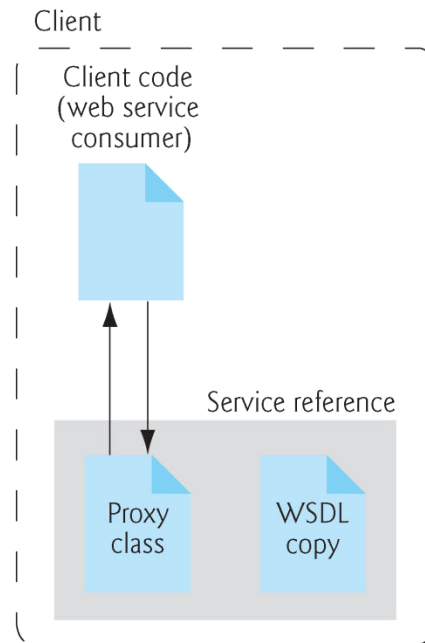 Client
Client code
(web service
consumer)
Service reference
Proxy
class
WSDL
copy